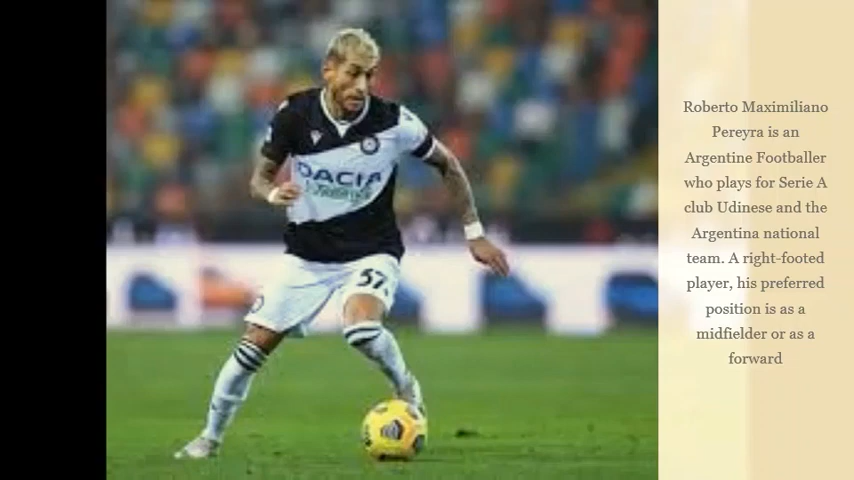 DACIA
37
Roberto Maximiliano
Pereyra is an
Argentine Footballer
who plays for Serie A
club Udinese and the
Argentina national
team. A right-footed
player, his preferred
position is as a
midfielder or as a
forward